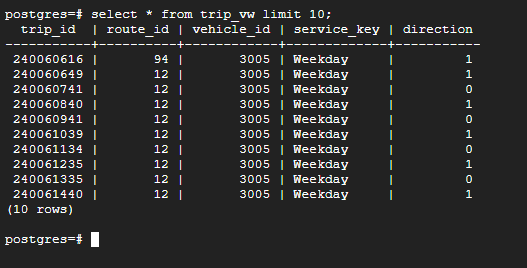 postgres=# select * from trip_vw limit 10;
  trip_id  | route_id | vehicle_id | service_key | direction
-----------+----------+------------+-------------+-----------
 240060616 |       94 |       3005 | Weekday     |         1
 240060649 |       12 |       3005 | Weekday     |         1
 240060741 |       12 |       3005 | Weekday     |         0
 240060840 |       12 |       3005 | Weekday     |         1
 240060941 |       12 |       3005 | Weekday     |         0
 240061039 |       12 |       3005 | Weekday     |         1
 240061134 |       12 |       3005 | Weekday     |         0
 240061235 |       12 |       3005 | Weekday     |         1
 240061335 |       12 |       3005 | Weekday     |         0
 240061440 |       12 |       3005 | Weekday     |         1
(10 rows)
postgres=#